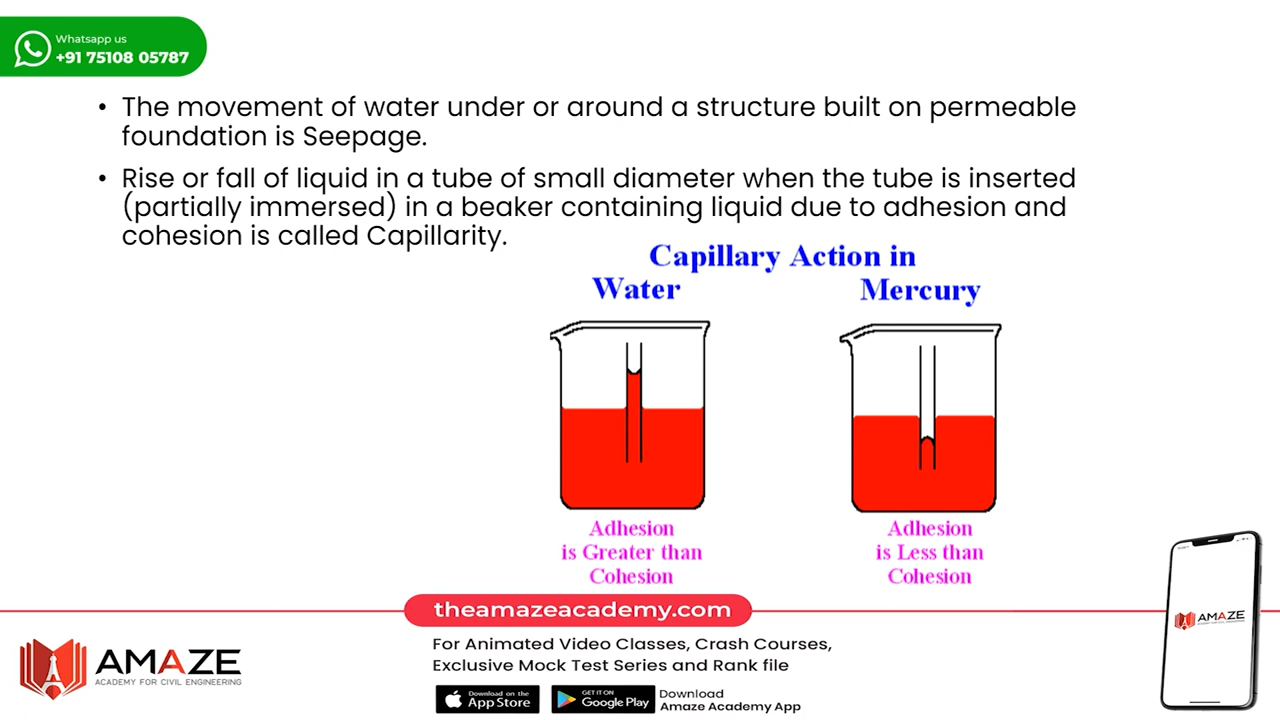 Whatsapp us
+91 75108 05787
• The movement of water under or around a structure built on permeable
foundation is Seepage.
• Rise or fall of liquid in a tube of small diameter when the tube is inserted
(partially immersed) in a beaker containing liquid due to adhesion and
cohesion is called Capillarity.
Capillary Action in
Water
Mercury
Adhesion
is Greater than
Cohesion
Adhesion
is Less than
Cohesion
theamazeacademy.com
For Animated Video Classes, Crash Courses,
Exclusive Mock Test Series and Rank file
AMAZE
ACADEMY FOR CIVIL ENGINEERING
Download on the
App Store
GET IT ON
Google Play
Download
Amaze Academy App
AMAZE